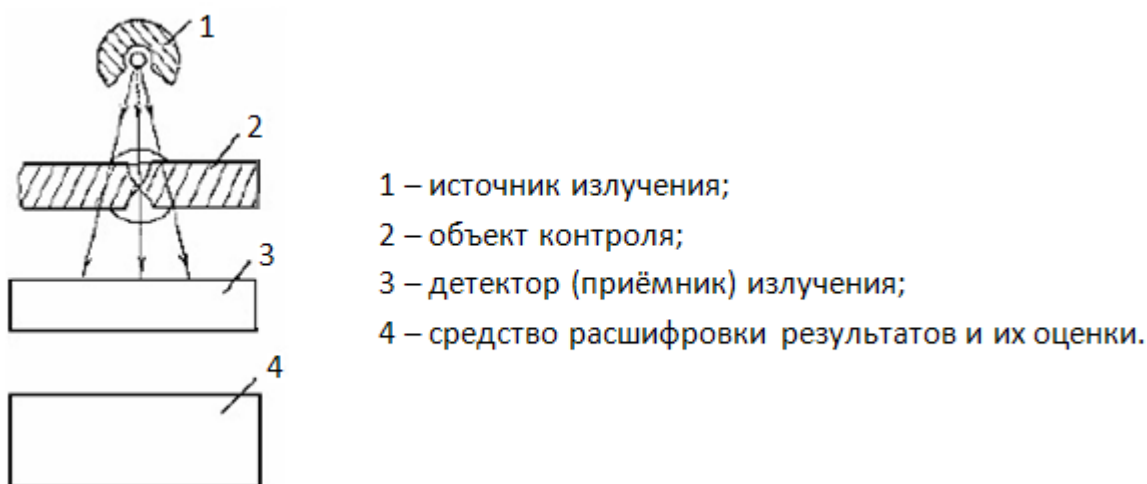 1
2
3
4
1 – источник излучения;
2 – объект контроля;
3 – детектор (приёмник) излучения;
4 – средство расшифровки результатов и их оценки.